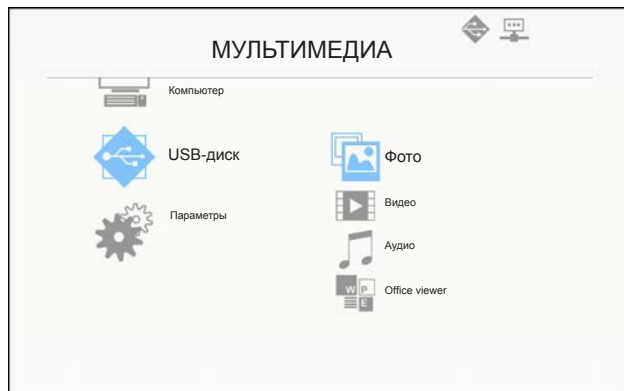 МУЛЬТИМЕДИА
Компьютер
USB-диск
Параметры
Фото
Видео
Аудио
W P
E
Office viewer